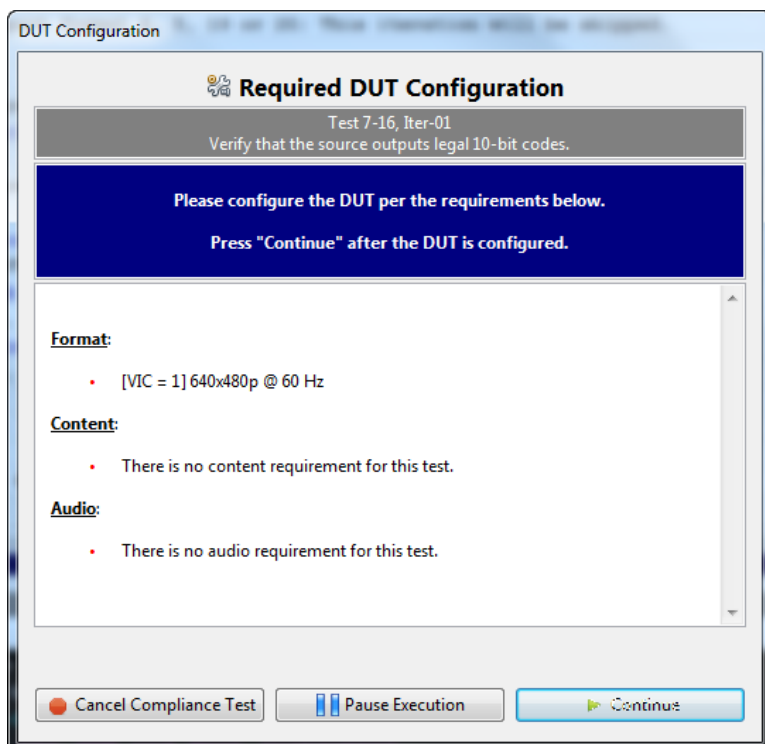 DUT Configuration
Required DUT Configuration
Test 7-16, Iter-01
Verify that the source outputs legal 10-bit codes.
Please configure the DUT per the requirements below.
Press "Continue" after the DUT is configured.
Format:
• [VIC = 1] 640x480p @ 60 Hz
Content:
• There is no content requirement for this test.
Audio:
• There is no audio requirement for this test.
Cancel Compliance Test
Pause Execution
Continue